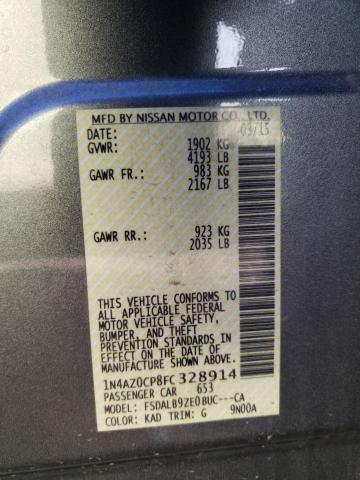 MFD BY NISSAN MOTOR CO., LTD.
DATE: 03/15
GVWR: 1902 KG
4193 LB
GAWR FR.: 983 KG
2167 LB
GAWR RR.: 923 KG
2035 LB
THIS VEHICLE CONFORMS TO
ALL APPLICABLE FEDERAL
MOTOR VEHICLE SAFETY,
BUMPER, AND THEFT
PREVENTION STANDARDS IN
EFFECT ON THE DATE OF
MANUFACTURE SHOWN ABOVE.
1N4AZ0CP8FC328914
PASSENGER CAR 653
MODEL: FSDALB9ZE0BUC---CA
COLOR: KAD TRIM: G 9N00A